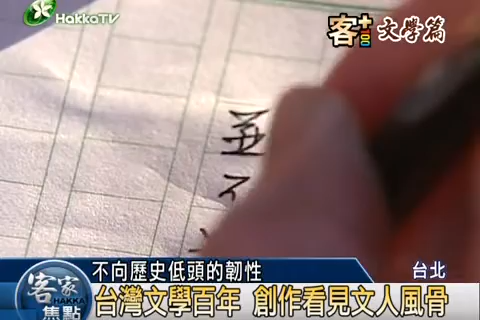 HakkaTV
客+100 文學篇
不向歷史低頭的韌性
台北
客家
HAKKA
焦點
台灣文學百年 創作看見文人風骨